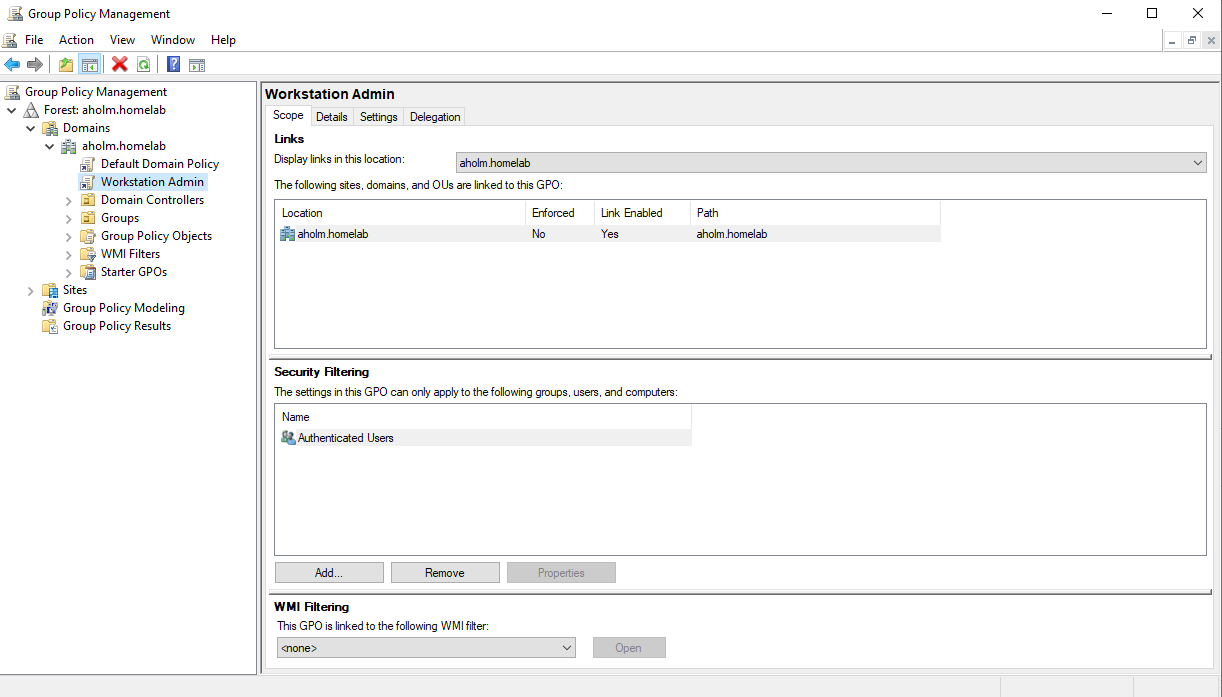 Group Policy Management
File Action View Window Help
Group Policy Management
Forest: aholm.homelab
Domains
aholm.homelab
Default Domain Policy
Workstation Admin
Domain Controllers
Groups
Group Policy Objects
WMI Filters
Starter GPOs
Sites
Group Policy Modeling
Group Policy Results
Workstation Admin
Scope Details Settings Delegation
Links
Display links in this location: aholm.homelab
The following sites, domains, and OUs are linked to this GPO:
Location Enforced Link Enabled Path
aholm.homelab No Yes aholm.homelab
Security Filtering
The settings in this GPO can only apply to the following groups, users, and computers:
Name
Authenticated Users
Add... Remove Properties
WMI Filtering
This GPO is linked to the following WMI filter:
<none> Open